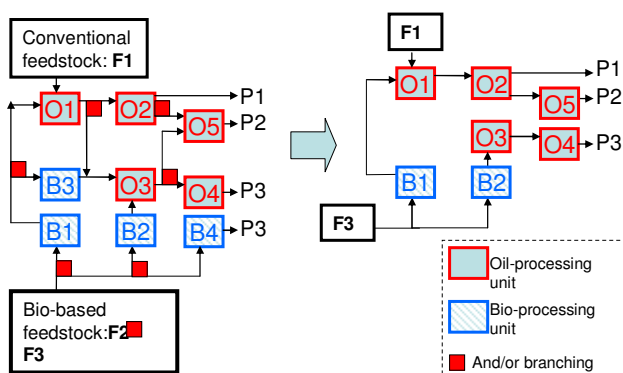 Conventional
feedstock: F1
O1
O2
P1
O5
P2
B3
O3
O4
P3
B1
B2
B4
P3
Bio-based
feedstock:F2
F3
F1
O1
O2
P1
O5
P2
O3
O4
P3
B1
B2
F3
Oil-processing
unit
Bio-processing
unit
And/or branching